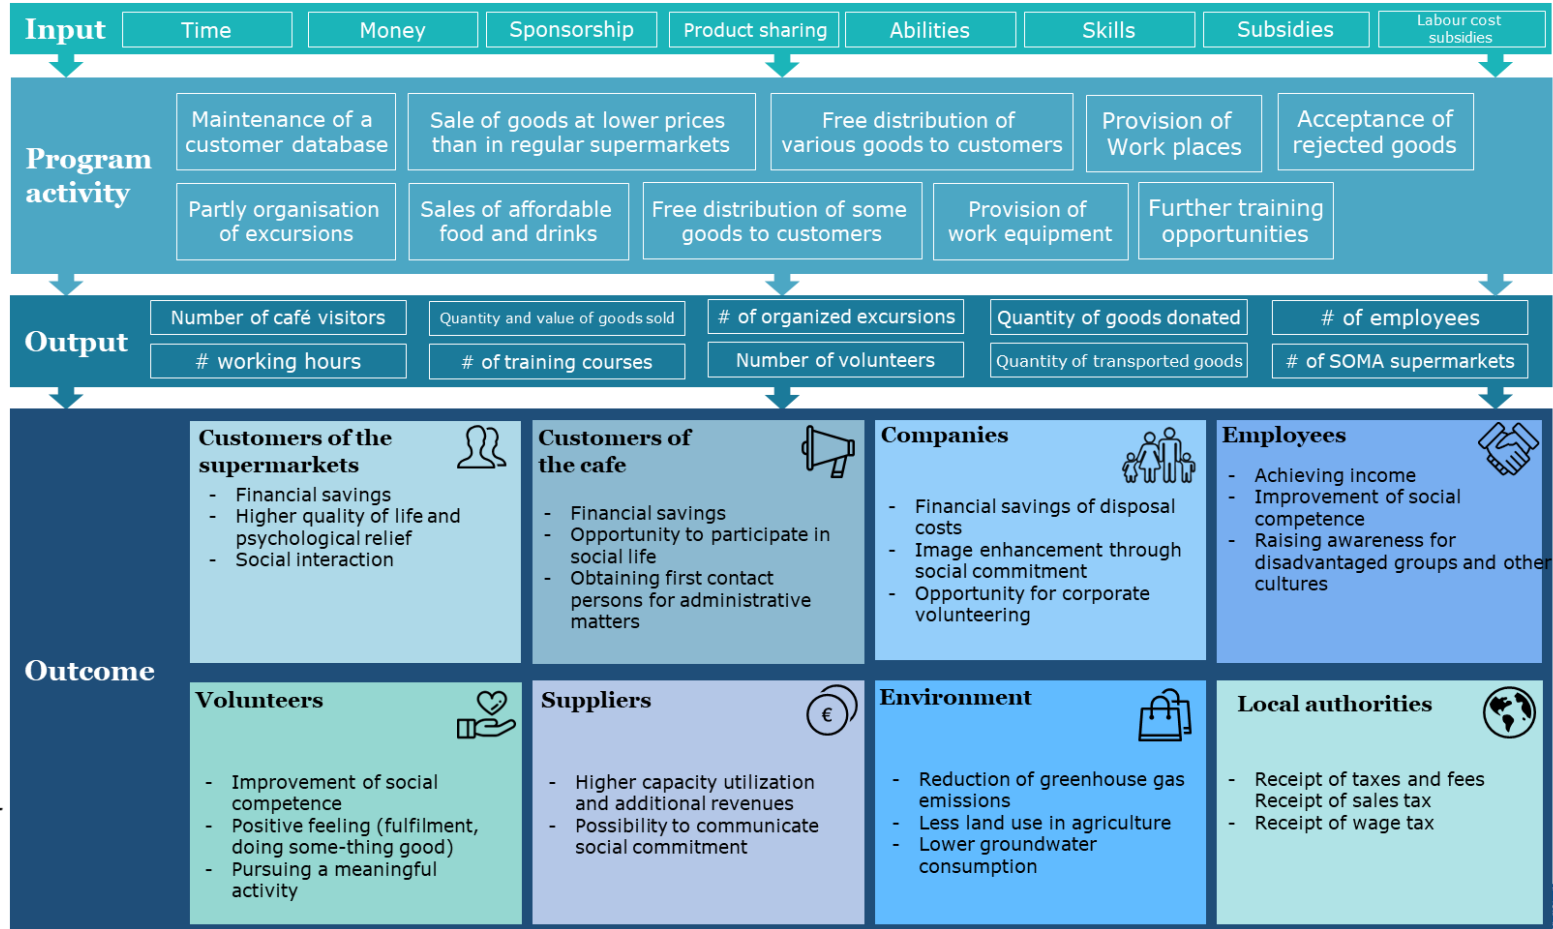 Input
Time
Money
Sponsorship
Product sharing
Abilities
Skills
Subsidies
Labour cost
subsidies
Program
activity
Maintenance of a
customer database
Sale of goods at lower prices
than in regular supermarkets
Free distribution of
various goods to customers
Provision of
Work places
Acceptance of
rejected goods
Partly organisation
of excursions
Sales of affordable
food and drinks
Free distribution of some
goods to customers
Provision of
work equipment
Further training
opportunities
Output
Number of café visitors
Quantity and value of goods sold
# of organized excursions
Quantity of goods donated
# of employees
# working hours
# of training courses
Number of volunteers
Quantity of transported goods
# of SOMA supermarkets
Outcome
Customers of the
supermarkets
- Financial savings
- Higher quality of life and
psychological relief
- Social interaction
Customers of
the cafe
- Financial savings
- Opportunity to participate in
social life
- Obtaining first contact
persons for administrative
matters
Companies
- Financial savings of disposal
costs
- Image enhancement through
social commitment
- Opportunity for corporate
volunteering
Employees
- Achieving income
- Improvement of social
competence
- Raising awareness for
disadvantaged groups and other
cultures
Volunteers
- Improvement of social
competence
- Positive feeling (fulfilment,
doing some-thing good)
- Pursuing a meaningful
activity
Suppliers
€
- Higher capacity utilization
and additional revenues
- Possibility to communicate
social commitment
Environment
- Reduction of greenhouse gas
emissions
- Less land use in agriculture
- Lower groundwater
consumption
Local authorities
- Receipt of taxes and fees
Receipt of sales tax
- Receipt of wage tax